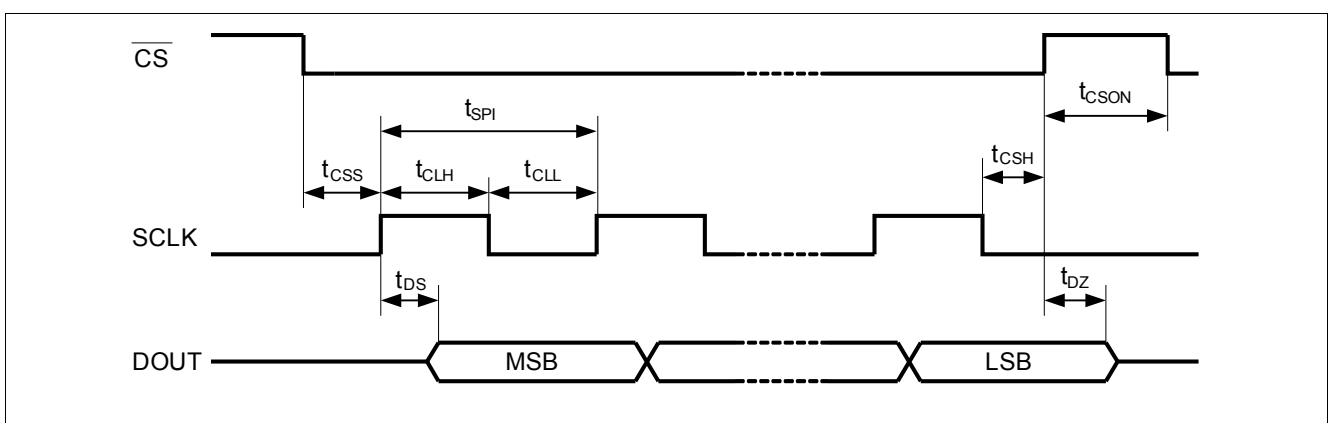 CS
tCSON
tSPI
tCSH
tCSS
tCLH
tCLL
SCLK
tDS
tDZ
DOUT
MSB
LSB